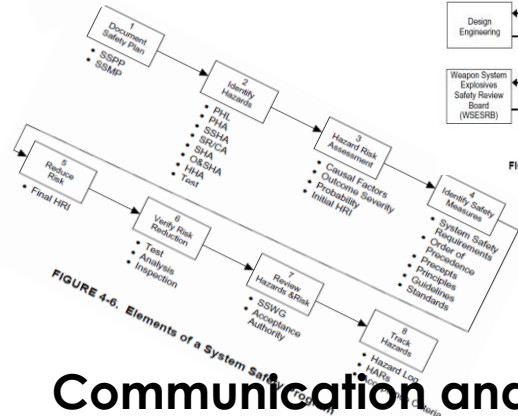 1
Document
Safety Plan
• SSPP
• SSMP
2
Identify
Hazards
• PHL
• PHA
• SSHA
• SR/CA
• SHA
• O&SHA
• HHA
• Test
3
Hazard Risk
Assessment
• Causal Factors
• Outcome Severity
• Probability
• Initial HRI
4
Identify Safety
Measures
• System Safety
Requirements
• Order of
Precedence
• Precepts
• Principles
• Guidelines
• Standards
5
Reduce
Risk
• Final HRI
6
Verify Risk
Reduction
• Test
• Analysis
• Inspection
7
Review
Hazards &Risk
• SSWG
• Acceptance
Authority
8
Track
Hazards
• Hazard Log
• HARs
Acceptance Criteria
FIGURE 4-6. Elements of a System Safety Program
Design
Engineering
Weapon System
Explosives
Safety Review
Board
(WSESRB)
Communication and